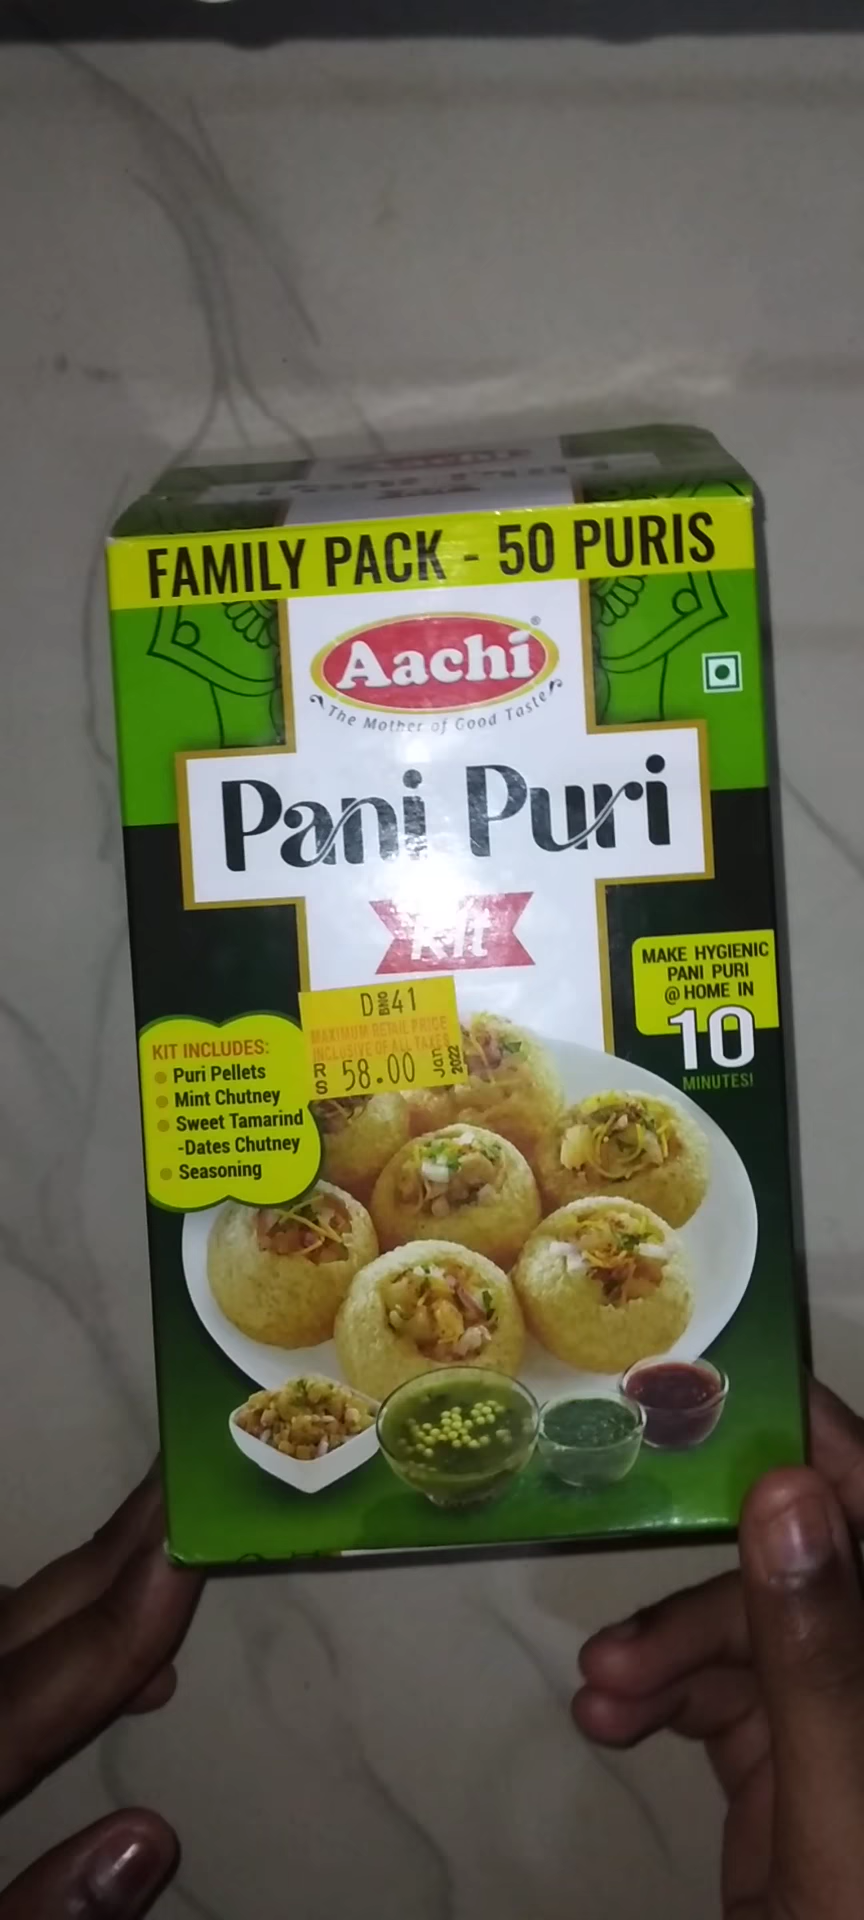 FAMILY PACK - 50 PURIS
Aachi
®
The Mother of Good Taste
Pani Puri
Kit
MAKE HYGIENIC
PANI PURI
@ HOME IN
10
MINUTES!
D BNO 41
MAXIMUM RETAIL PRICE
INCLUSIVE OF ALL TAXES
RS 58.00 Jan 2022
KIT INCLUDES:
Puri Pellets
Mint Chutney
Sweet Tamarind
-Dates Chutney
Seasoning